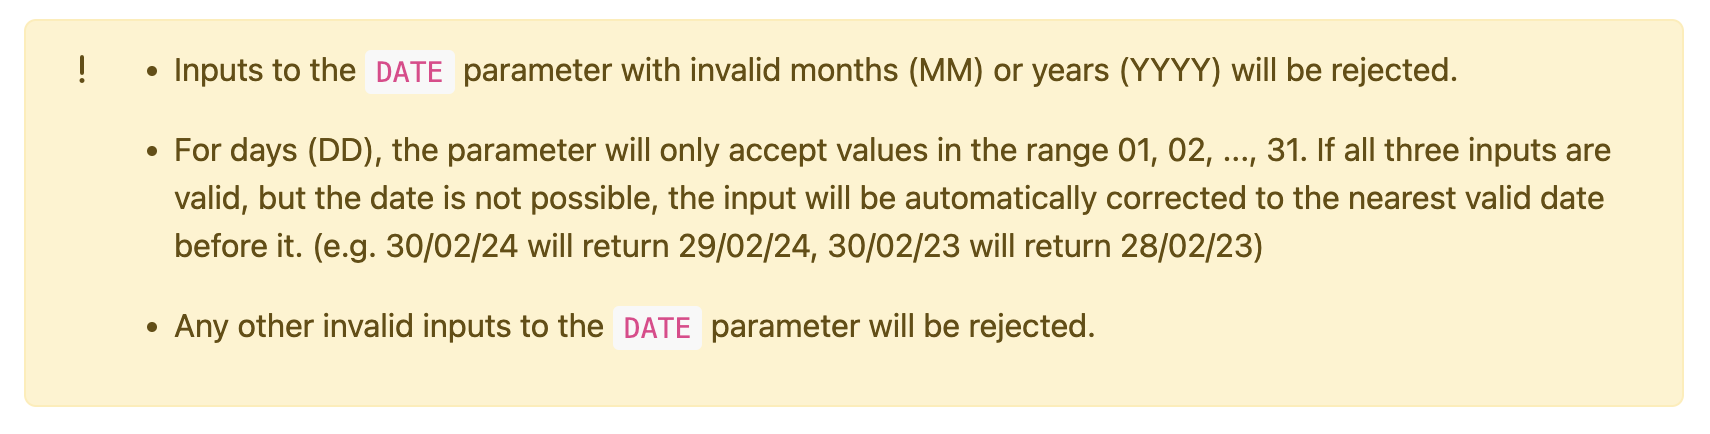 ! • Inputs to the DATE parameter with invalid months (MM) or years (YYYY) will be rejected.
• For days (DD), the parameter will only accept values in the range 01, 02, ..., 31. If all three inputs are
valid, but the date is not possible, the input will be automatically corrected to the nearest valid date
before it. (e.g. 30/02/24 will return 29/02/24, 30/02/23 will return 28/02/23)
• Any other invalid inputs to the DATE parameter will be rejected.